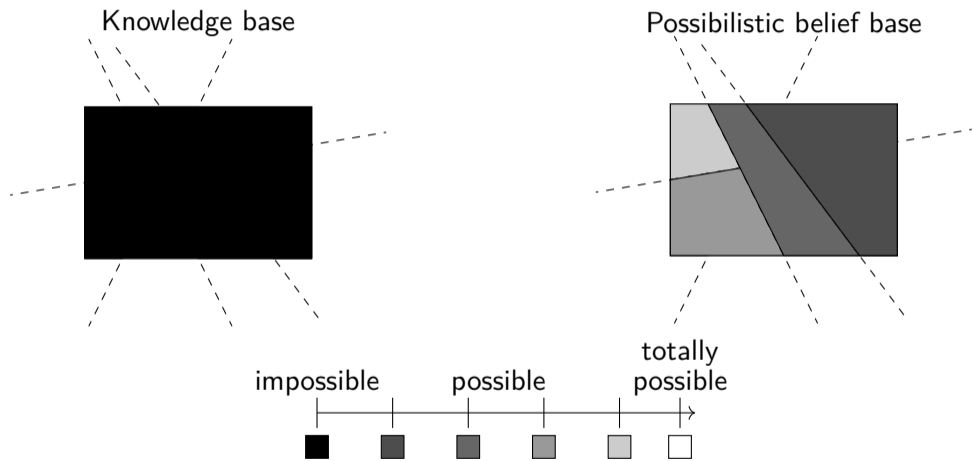 Knowledge base
Possibilistic belief base
totally
impossible possible possible